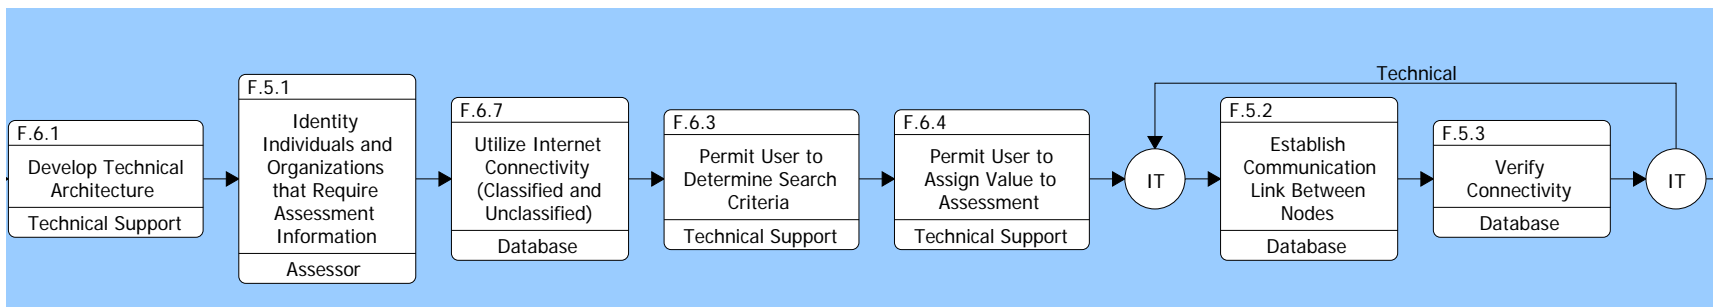 F.6.1
Develop Technical
Architecture
Technical Support
F.5.1
Identity
Individuals and
Organizations
that Require
Assessment
Information
Assessor
F.6.7
Utilize Internet
Connectivity
(Classified and
Unclassified)
Database
F.6.3
Permit User to
Determine Search
Criteria
Technical Support
F.6.4
Permit User to
Assign Value to
Assessment
Technical Support
Technical
IT
F.5.2
Establish
Communication
Link Between
Nodes
Database
F.5.3
Verify
Connectivity
Database
IT